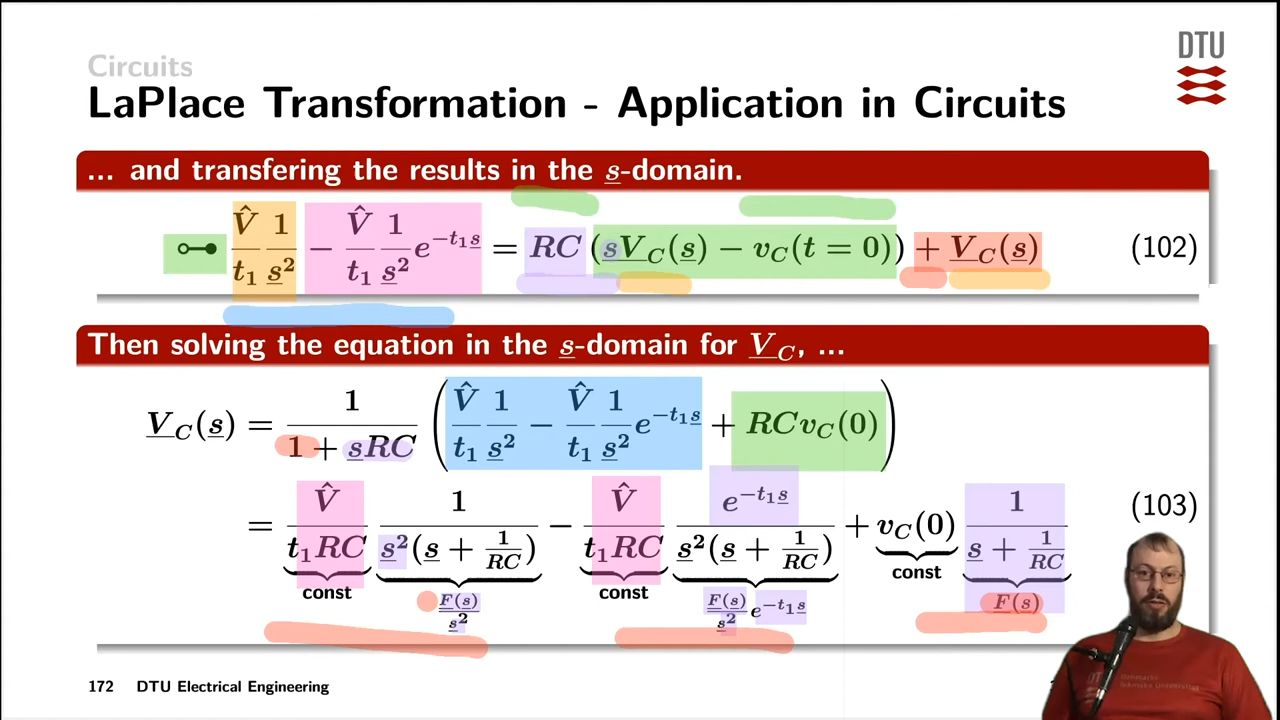 Circuits
DTU
LaPlace Transformation - Application in Circuits
... and transfering the results in the s-domain.
V̂/t₁ 1/s² − V̂/t₁ 1/s² e^(−t₁s) = RC (sV_C(s) − v_C(t = 0)) + V_C(s) (102)
Then solving the equation in the s-domain for V_C, ...
V_C(s) = 1/(1 + sRC) (V̂/t₁ 1/s² − V̂/t₁ 1/s² e^(−t₁s) + RCv_C(0))
= V̂/(t₁RC) 1/(s²(s + 1/RC)) − V̂/(t₁RC) e^(−t₁s)/(s²(s + 1/RC)) + v_C(0) 1/(s + 1/RC) (103)
const F(s)/s² const F(s)/s² e^(−t₁s) const F(s)
172 DTU Electrical Engineering
Danmarks
Tekniske Universitet